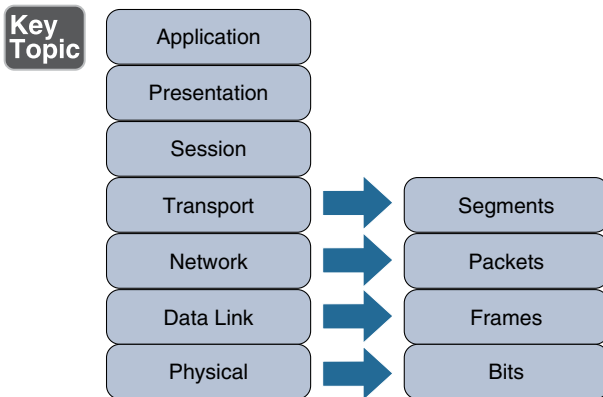 Key
Topic
Application
Presentation
Session
Transport
Segments
Network
Packets
Data Link
Frames
Physical
Bits